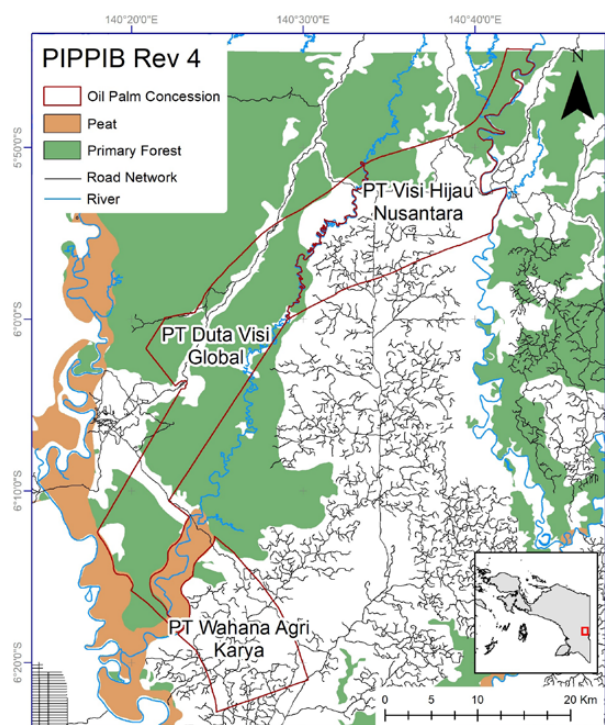 140°20'0"E 140°30'0"E 140°40'0"E
PIPPIB Rev 4
Oil Palm Concession
Peat
Primary Forest
Road Network
River
N
5°50'0"S
PT Visi Hijau
Nusantara
6°0'0"S
PT Duta Visi
Global
6°10'0"S
PT Wahana Agri
Karya
6°20'0"S
0 5 10 20 Km